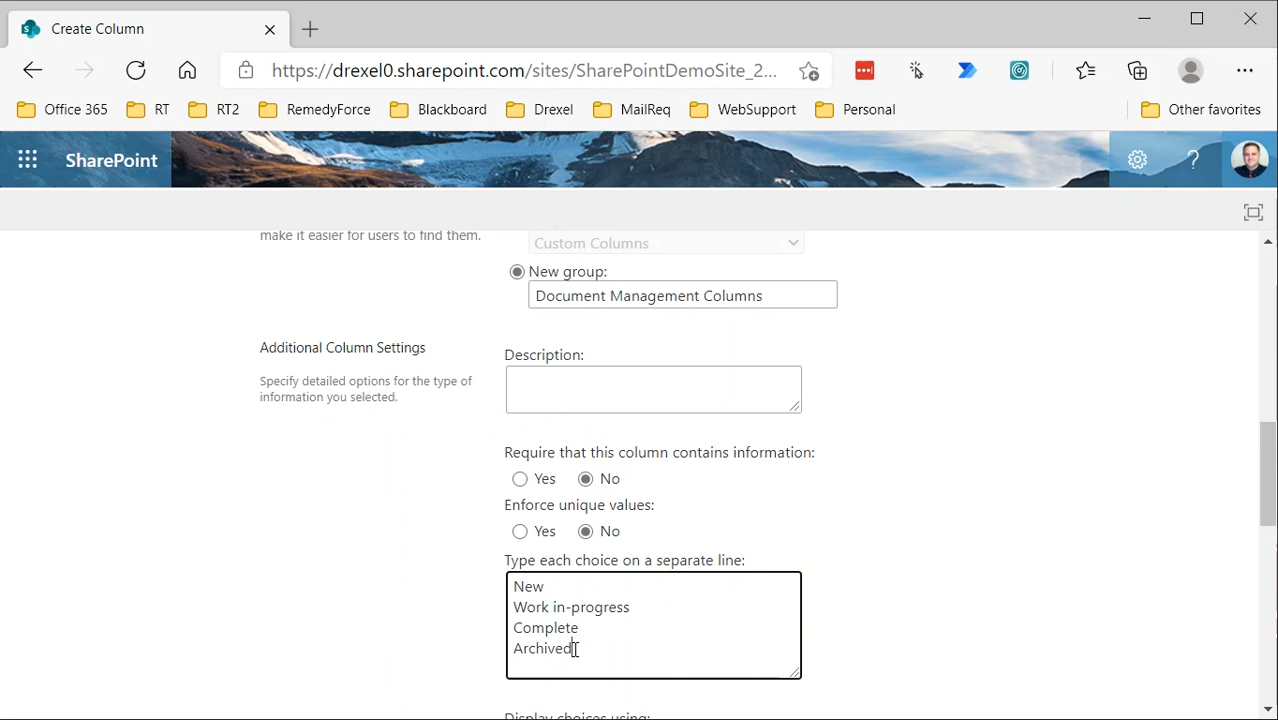 Create Column
https://drexel0.sharepoint.com/sites/SharePointDemoSite_2...
Office 365
RT
RT2
RemedyForce
Blackboard
Drexel
MailReq
WebSupport
Personal
Other favorites
SharePoint
?
make it easier for users to find them.
Custom Columns
New group:
Document Management Columns
Additional Column Settings
Specify detailed options for the type of
information you selected.
Description:
Require that this column contains information:
Yes No
Enforce unique values:
Yes No
Type each choice on a separate line:
New
Work in-progress
Complete
Archived
Display choices using: